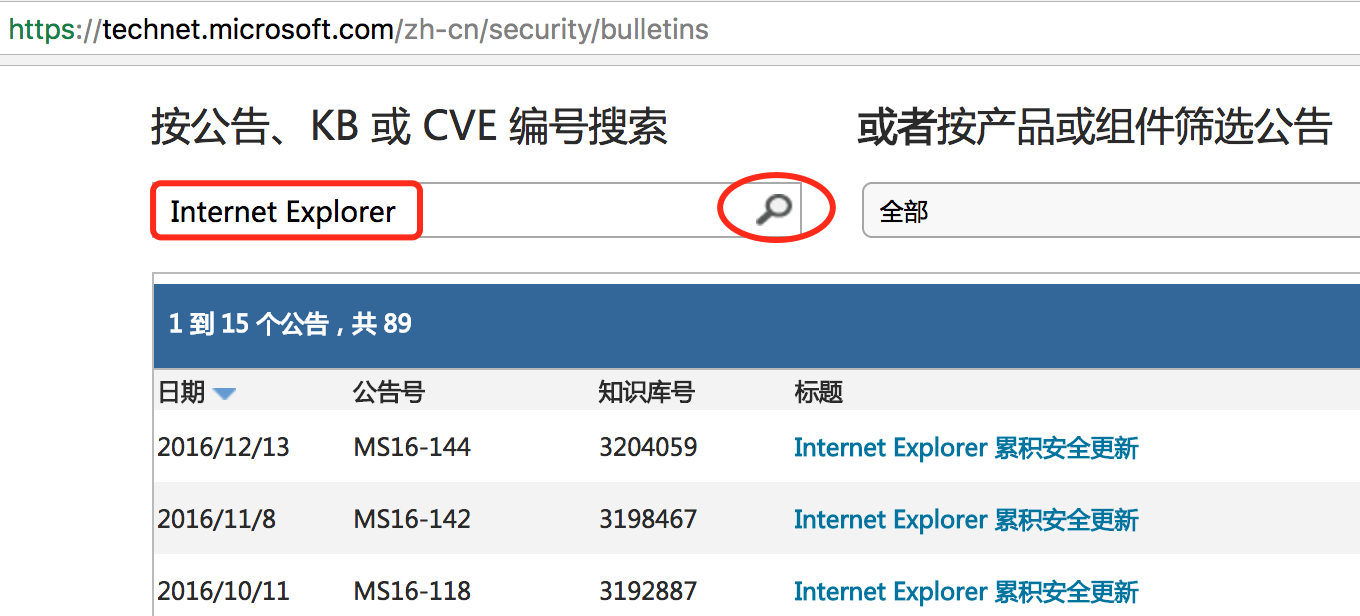 https://technet.microsoft.com/zh-cn/security/bulletins
按公告、KB 或 CVE 编号搜索
或者按产品或组件筛选公告
Internet Explorer
全部
1 到 15 个公告，共 89
日期 公告号 知识库号 标题
2016/12/13 MS16-144 3204059 Internet Explorer 累积安全更新
2016/11/8 MS16-142 3198467 Internet Explorer 累积安全更新
2016/10/11 MS16-118 3192887 Internet Explorer 累积安全更新